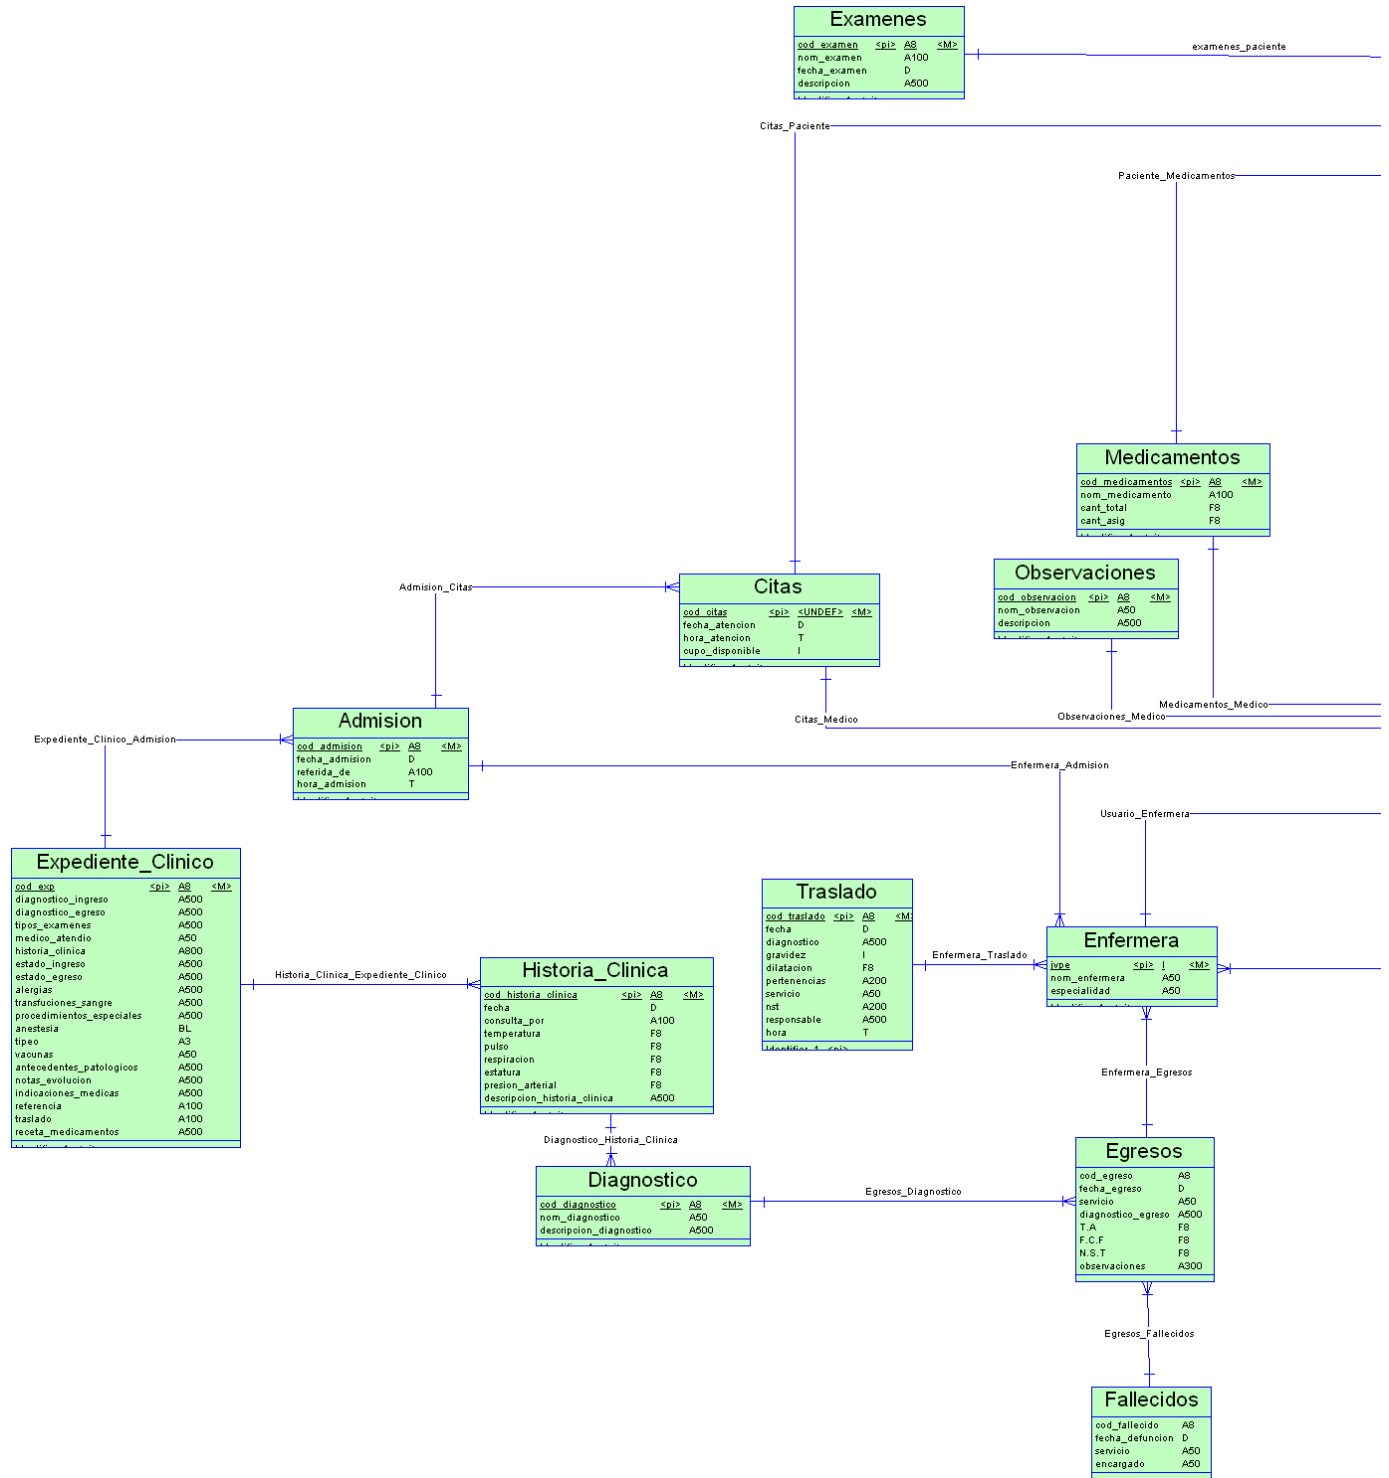 Examenes
cod_examen <pi> A8 <M>
nom_examen A100
fecha_examen D
descripcion A500
examenes_paciente
Citas_Paciente
Paciente_Medicamentos
Medicamentos
cod_medicamentos <pi> A8 <M>
nom_medicamento A100
cant_total F8
cant_asig F8
Observaciones
cod_observacion <pi> A8 <M>
nom_observacion A50
descripcion A500
Admision_Citas
Citas
cod_citas <pi> <UNDEF> <M>
fecha_atencion D
hora_atencion T
cupo_disponible I
Medicamentos_Medico
Observaciones_Medico
Citas_Medico
Expediente_Clinico_Admision
Admision
cod_admision <pi> A8 <M>
fecha_admision D
referida_de A100
hora_admision T
Enfermera_Admision
Usuario_Enfermera
Expediente_Clinico
cod_exp <pi> A8 <M>
diagnostico_ingreso A500
diagnostico_egreso A500
tipos_examenes A500
medico_atendio A50
historia_clinica A800
estado_ingreso A500
estado_egreso A500
alergias A500
transfuciones_sangre A500
procedimientos_especiales A500
anestesia BL
tipeo A3
vacunas A50
antecedentes_patologicos A500
notas_evolucion A500
indicaciones_medicas A500
referencia A100
traslado A100
receta_medicamentos A500
Historia_Clinica_Expediente_Clinico
Traslado
cod_traslado <pi> A8 <M>
fecha D
diagnostico A500
gravidez I
dilatacion F8
pertenencias A200
servicio A50
nst A200
responsable A500
hora T
Identifier_1 <pi>
Enfermera_Traslado
Enfermera
jvpe <pi> I <M>
nom_enfermera A50
especialidad A50
Historia_Clinica
cod_historia_clinica <pi> A8 <M>
fecha D
consulta_por A100
temperatura F8
pulso F8
respiracion F8
estatura F8
presion_arterial F8
descripcion_historia_clinica A500
Enfermera_Egresos
Diagnostico_Historia_Clinica
Diagnostico
cod_diagnostico <pi> A8 <M>
nom_diagnostico A50
descripcion_diagnostico A500
Egresos_Diagnostico
Egresos
cod_egreso A8
fecha_egreso D
servicio A50
diagnostico_egreso A500
T.A F8
F.C.F F8
N.S.T F8
observaciones A300
Egresos_Fallecidos
Fallecidos
cod_fallecido A8
fecha_defuncion D
servicio A50
encargado A50